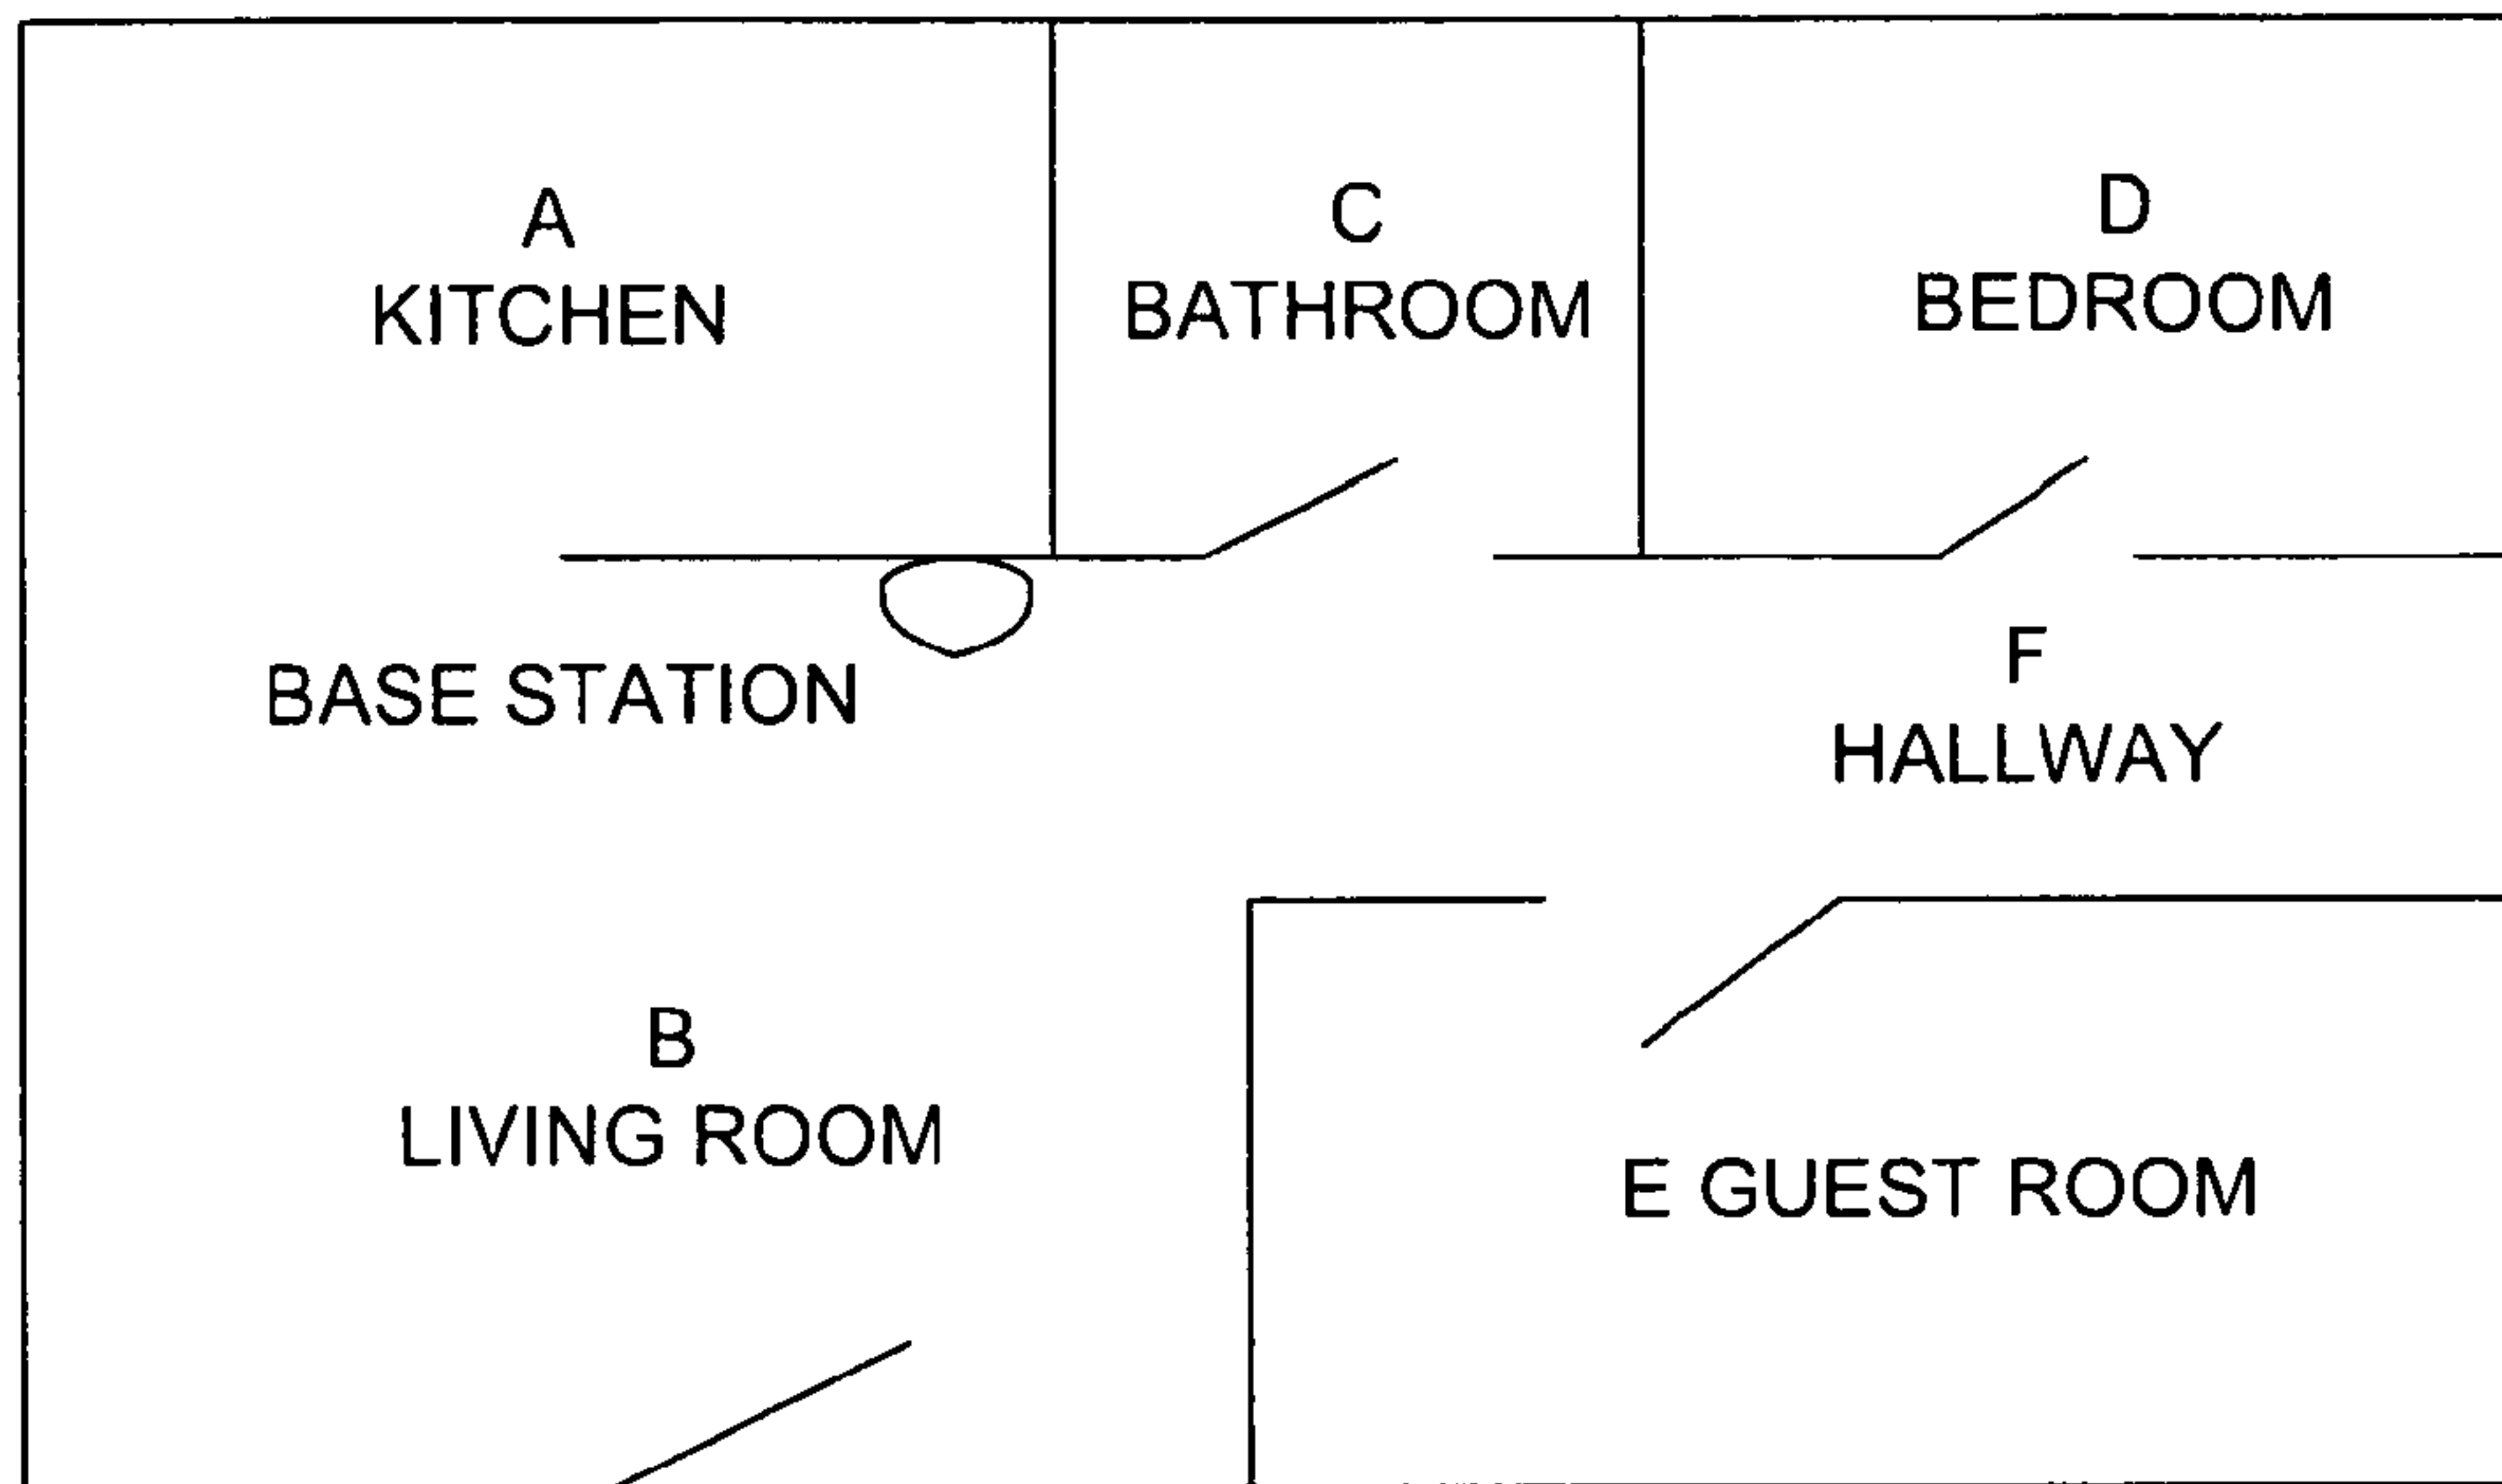 A
KITCHEN
C
BATHROOM
D
BEDROOM
BASE STATION
F
HALLWAY
B
LIVING ROOM
E GUEST ROOM